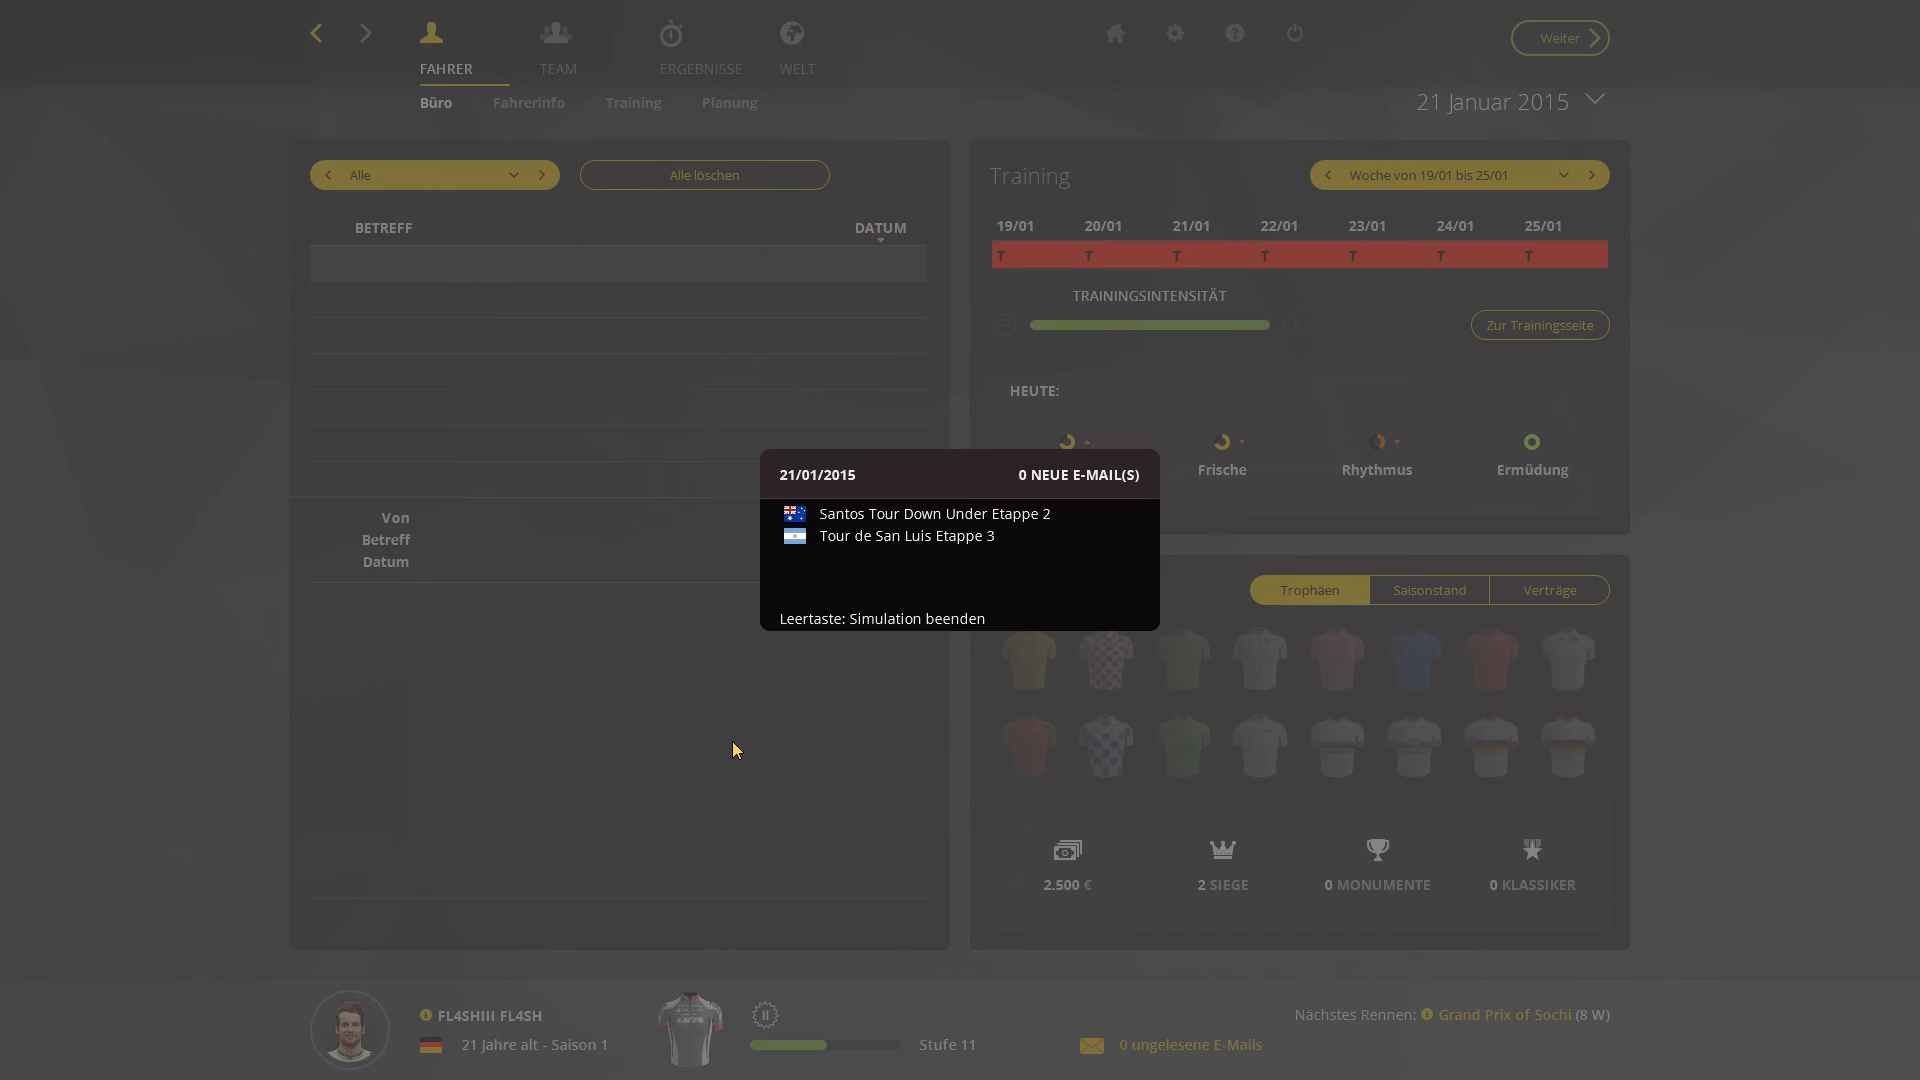 Weiter
FAHRER TEAM ERGEBNISSE WELT
Büro Fahrerinfo Training Planung
21 Januar 2015
Alle Alle löschen
BETREFF DATUM
Training Woche von 19/01 bis 25/01
19/01 20/01 21/01 22/01 23/01 24/01 25/01
T T T T T T T
TRAININGSINTENSITÄT
Zur Trainingsseite
HEUTE:
Frische Rhythmus Ermüdung
21/01/2015 0 NEUE E-MAIL(S)
Santos Tour Down Under Etappe 2
Tour de San Luis Etappe 3
Leertaste: Simulation beenden
Von
Betreff
Datum
Trophäen Saisonstand Verträge
2.500 € 2 SIEGE 0 MONUMENTE 0 KLASSIKER
FL4SHIII FL4SH
21 Jahre alt - Saison 1
II
Stufe 11
Nächstes Rennen: Grand Prix of Sochi (8 W)
0 ungelesene E-Mails